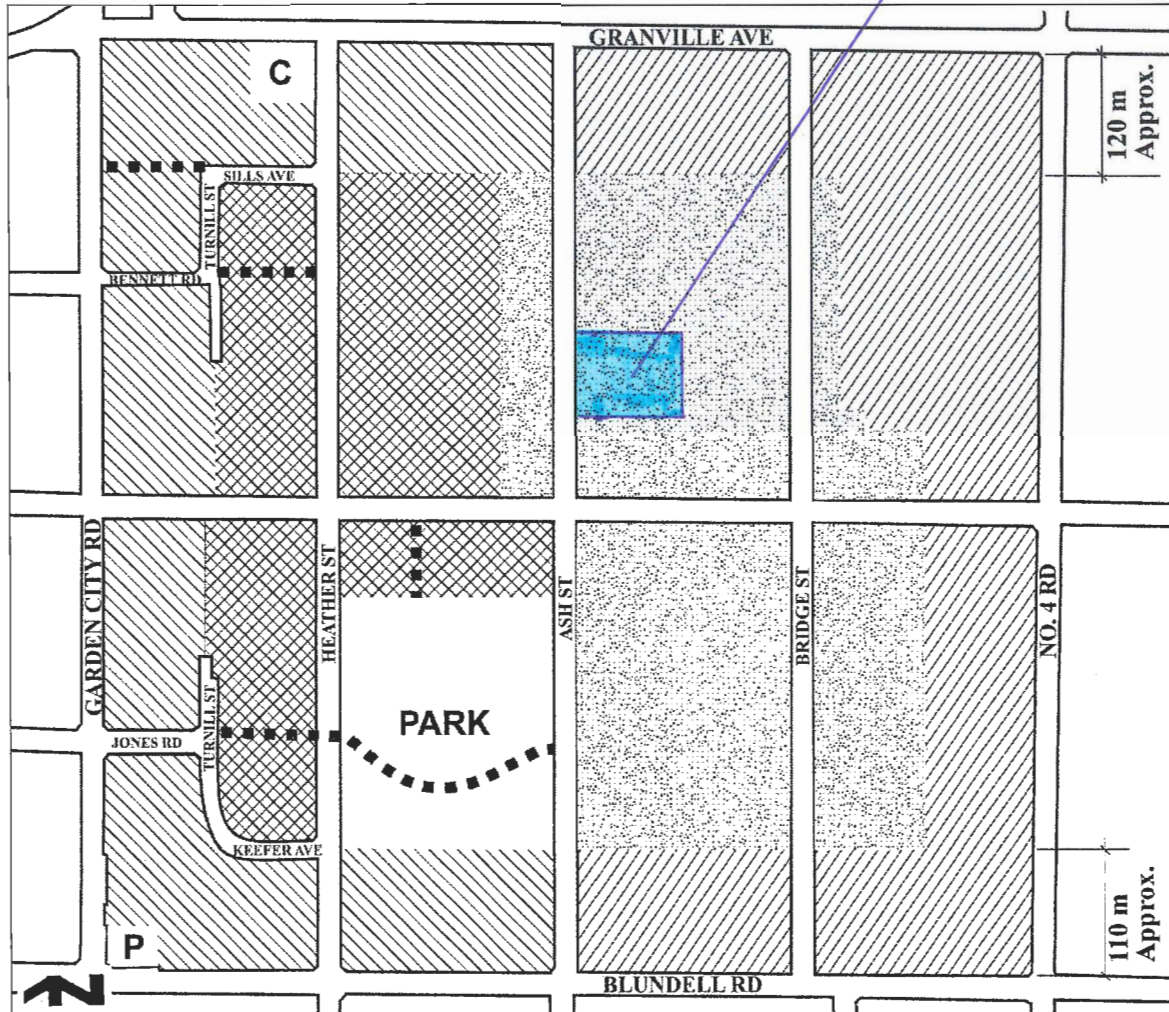 GRANVILLE AVE
C
120 m
Approx.
SILLS AVE
TURNILL ST
BENNETT RD
GARDEN CITY RD
HEATHER ST
ASH ST
BRIDGE ST
NO. 4 RD
PARK
JONES RD
TURNILL ST
KEEFER AVE
110 m
Approx.
P
BLUNDELL RD
N